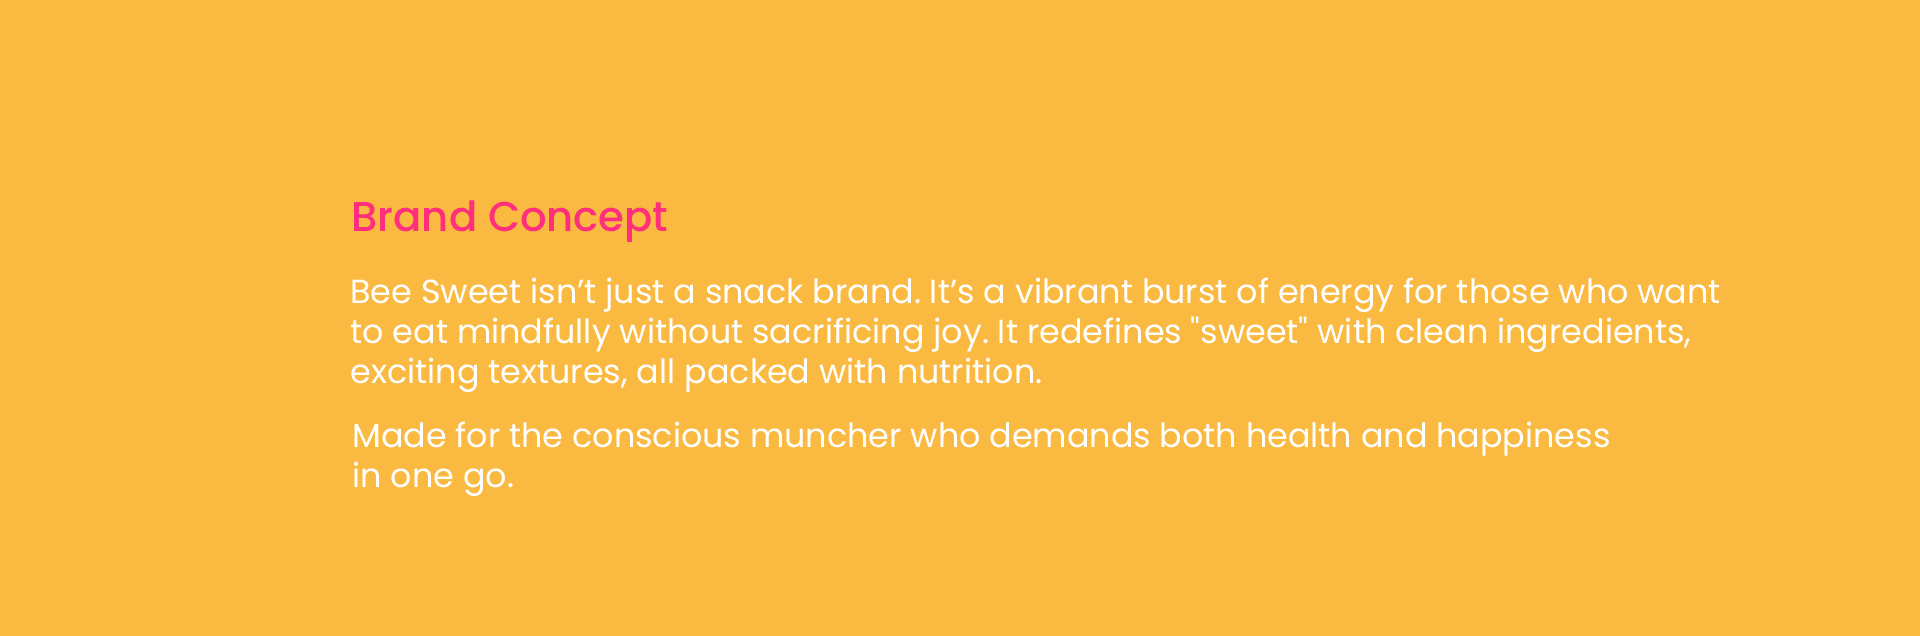 Brand Concept
Bee Sweet isn’t just a snack brand. It’s a vibrant burst of energy for those who want
to eat mindfully without sacrificing joy. It redefines "sweet" with clean ingredients,
exciting textures, all packed with nutrition.
Made for the conscious muncher who demands both health and happiness
in one go.